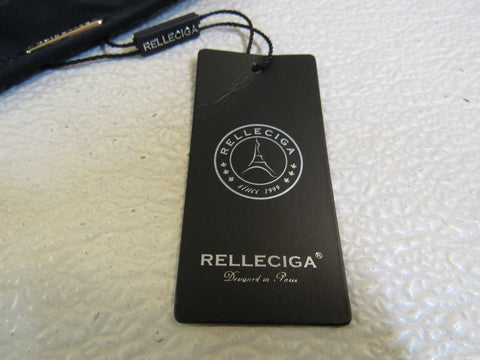 RELLECIGA
RELLECIGA
SINCE 1999
RELLECIGA®
Designed in Paris